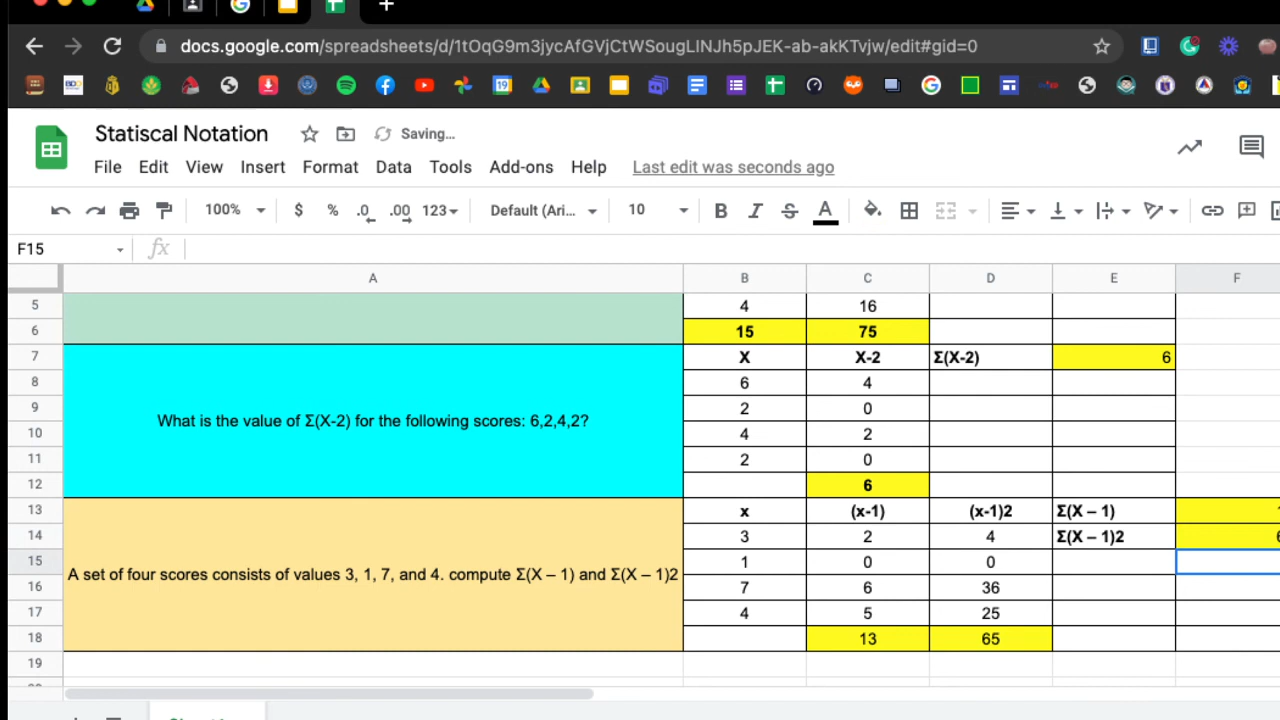 docs.google.com/spreadsheets/d/1tOqG9m3jycAfGVjCtWSougLINJh5pJEK-ab-akKTvjw/edit#gid=0
Statiscal Notation Saving…
File Edit View Insert Format Data Tools Add-ons Help Last edit was seconds ago
100% $ % .0 .00 123 Default (Ari... 10 B I S A
F15 fx
A B C D E F
5 4 16
6 15 75
7 X X-2 Σ(X-2) 6
8 6 4
9 What is the value of Σ(X-2) for the following scores: 6,2,4,2? 2 0
10 4 2
11 2 0
12 6
13 x (x-1) (x-1)2 Σ(X – 1)
14 3 2 4 Σ(X – 1)2
15 A set of four scores consists of values 3, 1, 7, and 4. compute Σ(X – 1) and Σ(X – 1)2 1 0 0
16 7 6 36
17 4 5 25
18 13 65
19